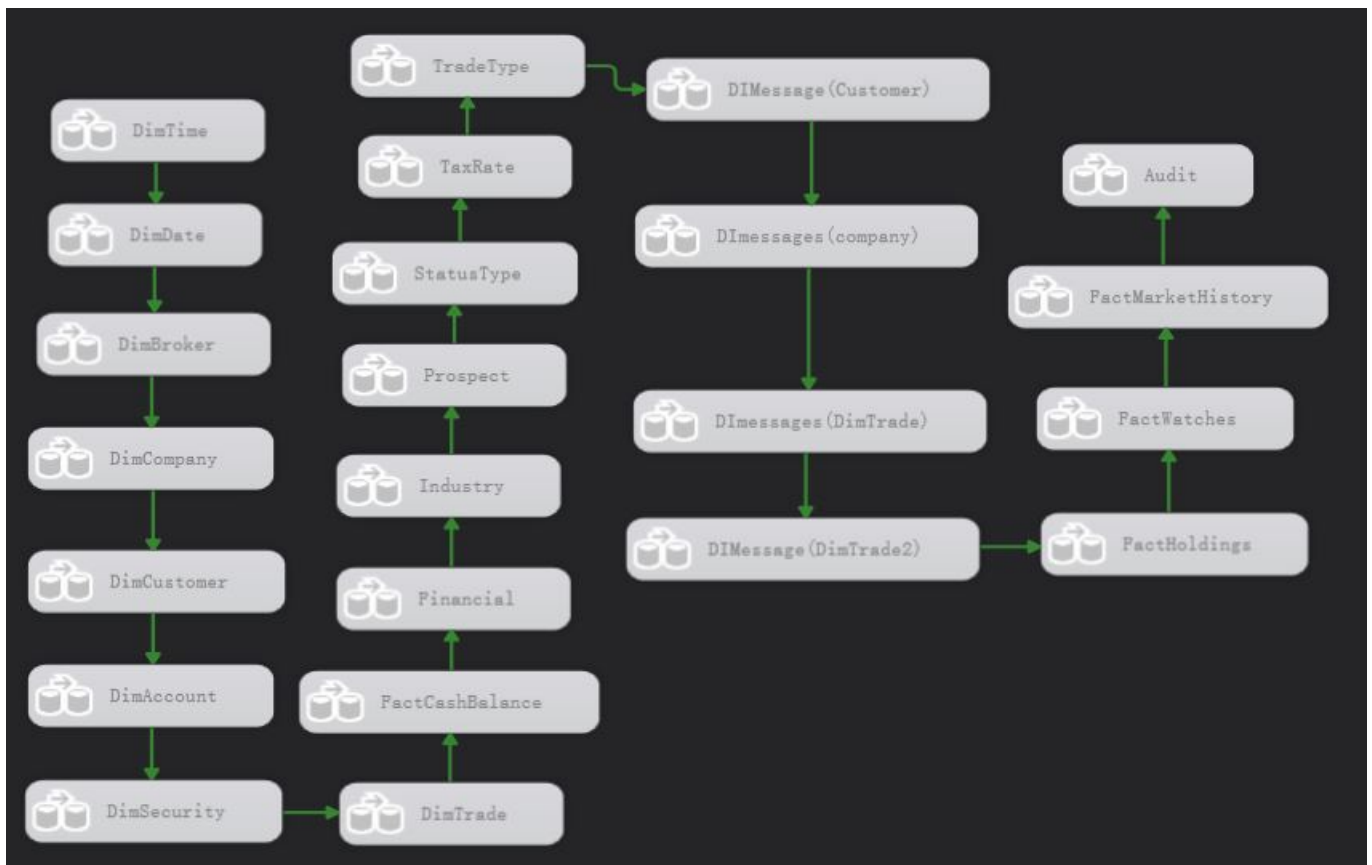 DimTime
DimDate
DimBroker
DimCompany
DimCustomer
DimAccount
DimSecurity
DimTrade
FactCashBalance
Financial
Industry
Prospect
StatusType
TaxRate
TradeType
DIMessage(Customer)
DImessages(company)
DImessages(DimTrade)
DIMessage(DimTrade2)
FactHoldings
FactWatches
FactMarketHistory
Audit